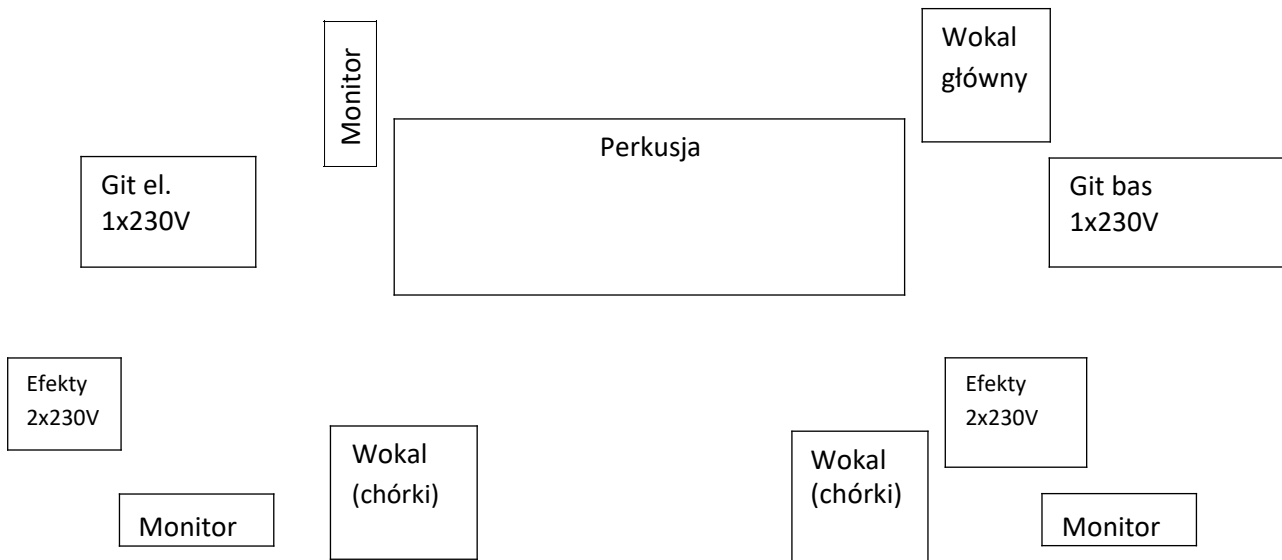 Monitor
Wokal
główny
Perkusja
Git el.
1x230V
Git bas
1x230V
Efekty
2x230V
Efekty
2x230V
Wokal
(chórki)
Wokal
(chórki)
Monitor
Monitor